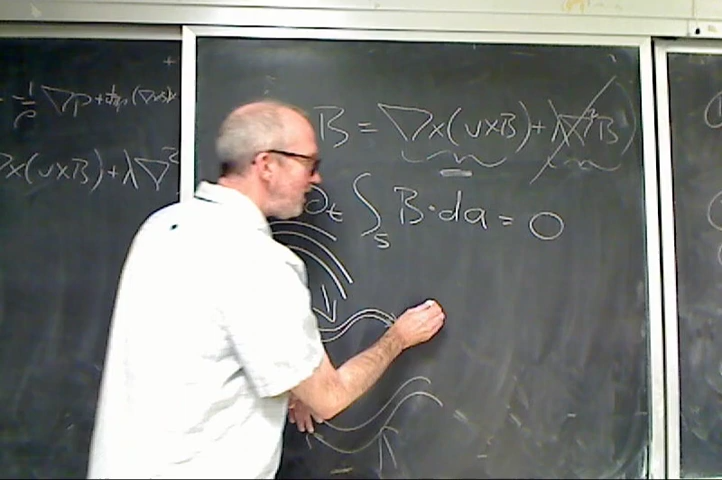 - 1/ρ ∇p +
∇×(v×B) + λ∇²
B = ∇×(v×B) + λ∇²B
∂t ∫S B·da = 0